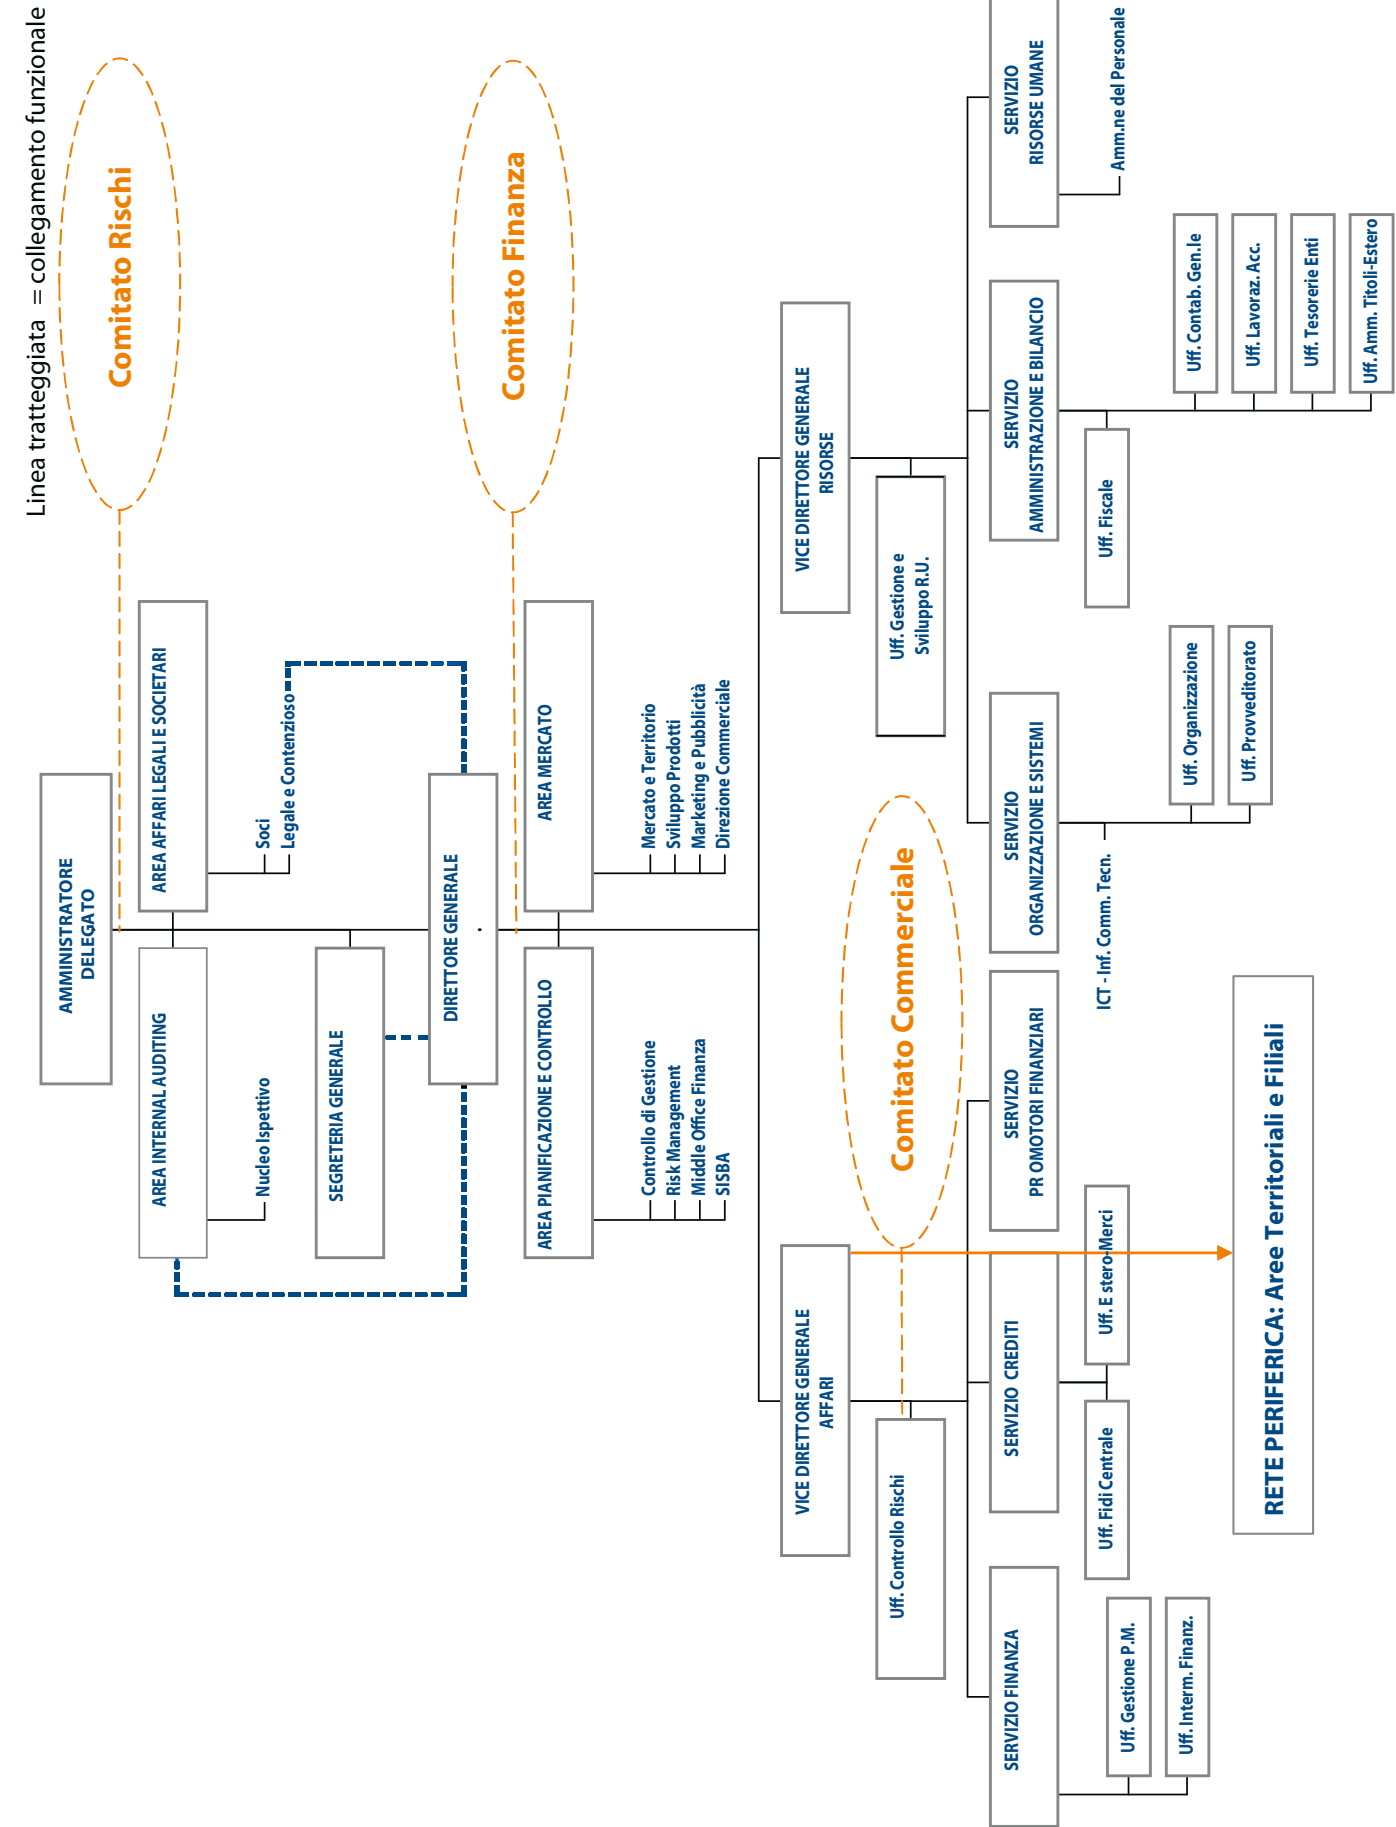 Linea tratteggiata = collegamento funzionale
AMMINISTRATORE
DELEGATO
Comitato Rischi
AREA INTERNAL AUDITING
Nucleo Ispettivo
AREA AFFARI LEGALI E SOCIETARI
Soci
Legale e Contenzioso
SEGRETERIA GENERALE
DIRETTORE GENERALE
Comitato Finanza
AREA PIANIFICAZIONE E CONTROLLO
Controllo di Gestione
Risk Management
Middle Office Finanza
SISBA
AREA MERCATO
Mercato e Territorio
Sviluppo Prodotti
Marketing e Pubblicità
Direzione Commerciale
VICE DIRETTORE GENERALE
AFFARI
VICE DIRETTORE GENERALE
RISORSE
Uff. Controllo Rischi
Comitato Commerciale
Uff. Gestione e
Sviluppo R.U.
SERVIZIO FINANZA
Uff. Gestione P.M.
Uff. Interm. Finanz.
SERVIZIO CREDITI
Uff. Fidi Centrale
Uff. E stero-Merci
SERVIZIO
PR OMOTORI FINANZIARI
SERVIZIO
ORGANIZZAZIONE E SISTEMI
ICT - Inf. Comm. Tecn.
Uff. Organizzazione
Uff. Provveditorato
SERVIZIO
AMMINISTRAZIONE E BILANCIO
Uff. Fiscale
Uff. Contab. Gen.le
Uff. Lavoraz. Acc.
Uff. Tesorerie Enti
Uff. Amm. Titoli-Estero
SERVIZIO
RISORSE UMANE
Amm.ne del Personale
RETE PERIFERICA: Aree Territoriali e Filiali